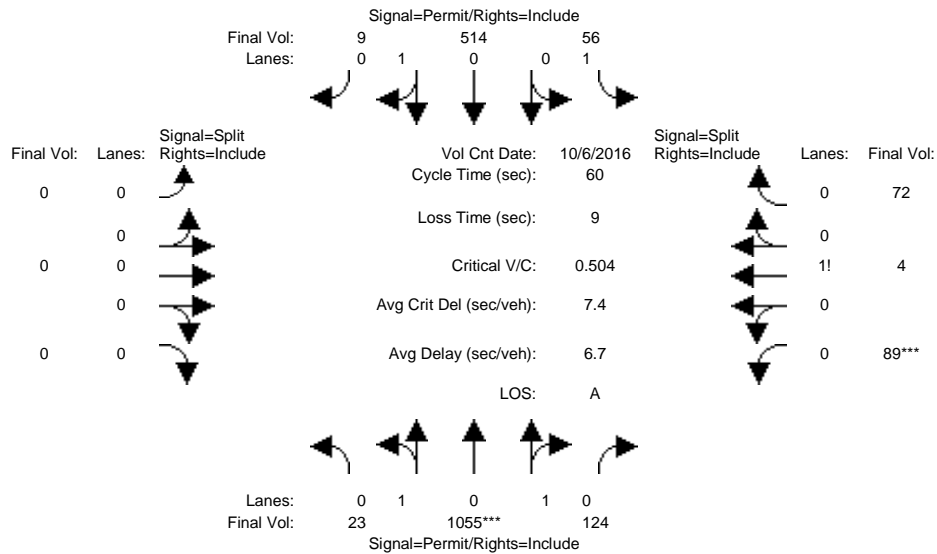 Signal=Permit/Rights=Include
Final Vol: 9 514 56
Lanes: 0 1 0 0 1
Signal=Split
Final Vol: Lanes: Rights=Include
Vol Cnt Date: 10/6/2016
Signal=Split
Rights=Include Lanes: Final Vol:
Cycle Time (sec): 60
0 0
0 72
Loss Time (sec): 9
0
0
0 0
Critical V/C: 0.504
1! 4
0
Avg Crit Del (sec/veh): 7.4
0
0 0
Avg Delay (sec/veh): 6.7
0 89***
LOS: A
Lanes: 0 1 0 1 0
Final Vol: 23 1055*** 124
Signal=Permit/Rights=Include